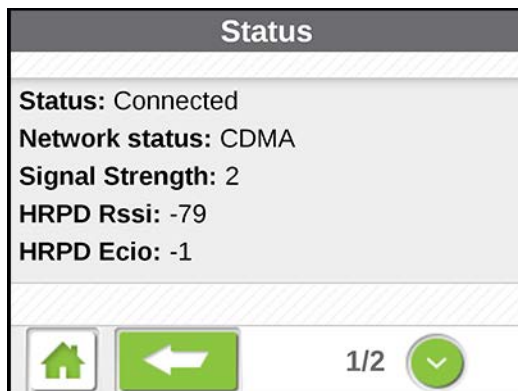 Status
Status: Connected
Network status: CDMA
Signal Strength: 2
HRPD Rssi: -79
HRPD Ecio: -1
1/2